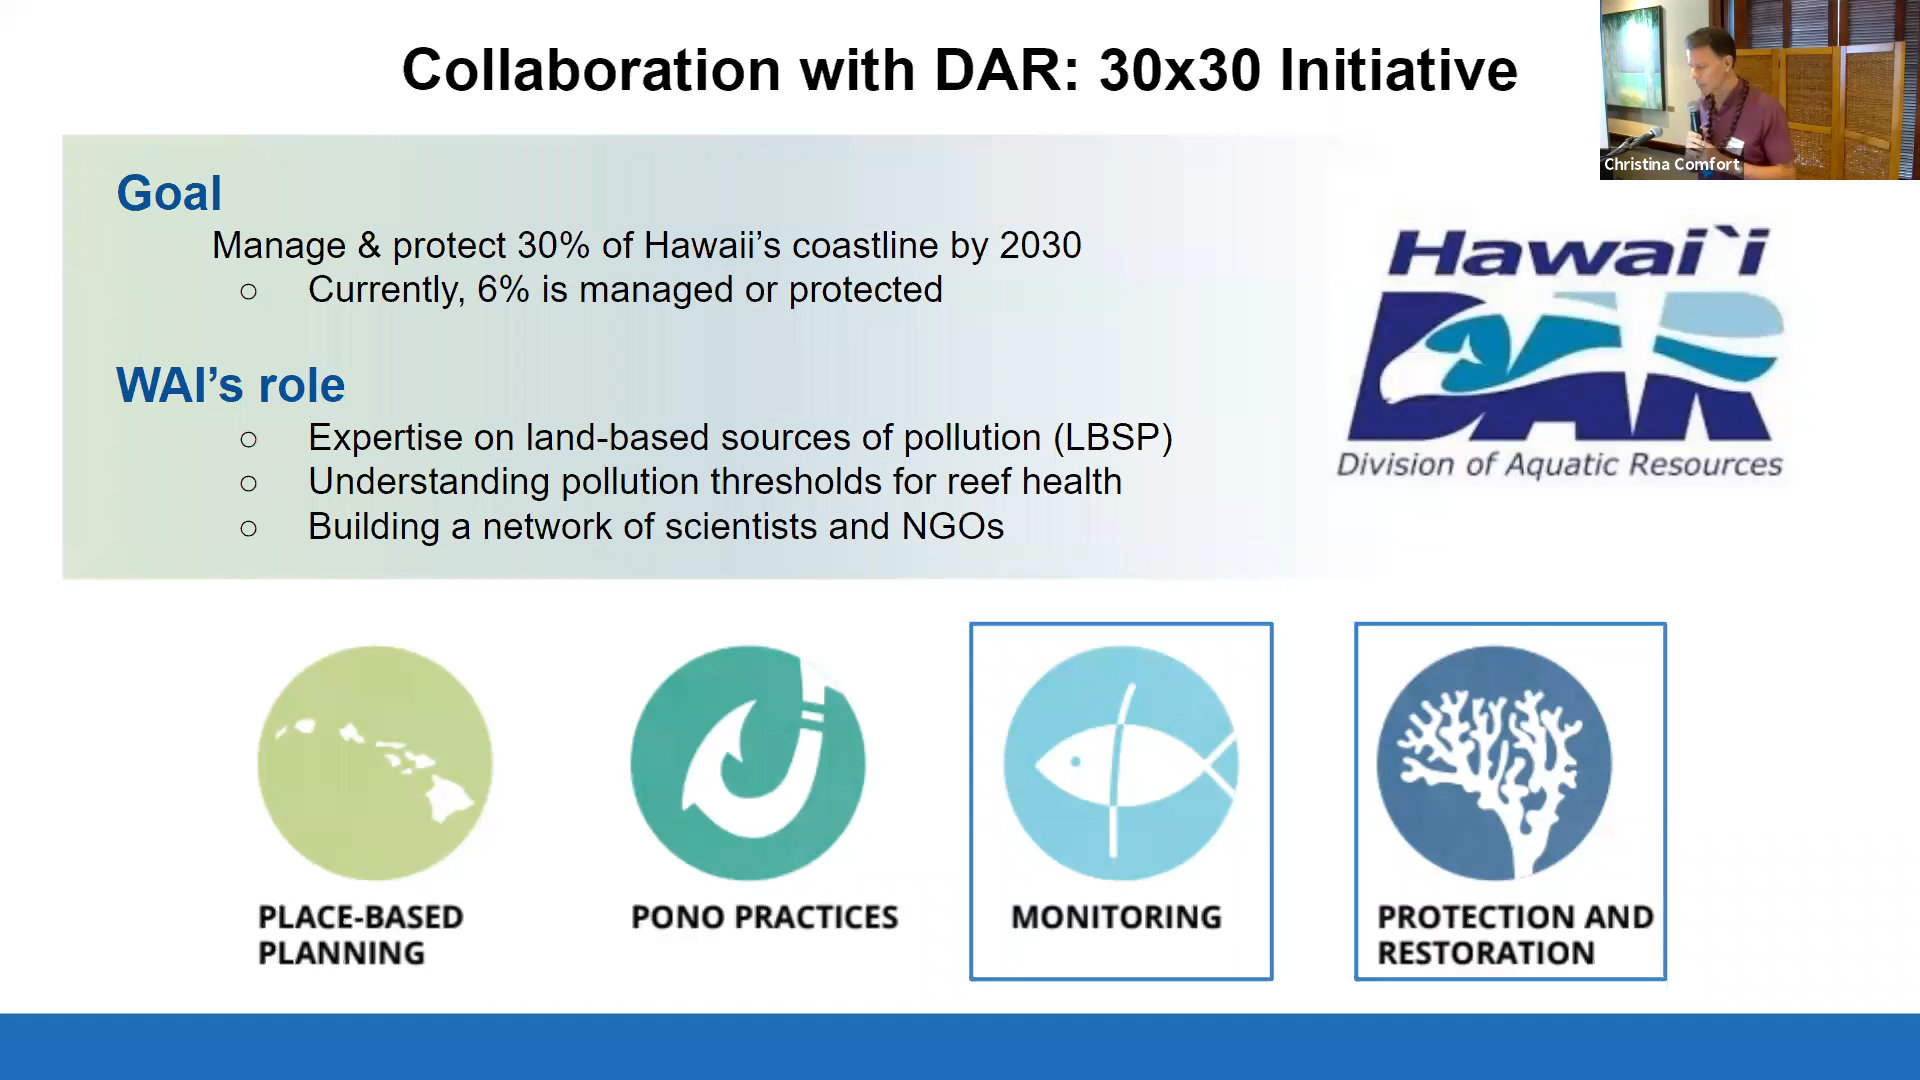 Collaboration with DAR: 30x30 Initiative
Christina Comfort
Goal
Manage & protect 30% of Hawaii’s coastline by 2030
○ Currently, 6% is managed or protected
WAI’s role
○ Expertise on land-based sources of pollution (LBSP)
○ Understanding pollution thresholds for reef health
○ Building a network of scientists and NGOs
Hawai`i
DAR
Division of Aquatic Resources
PLACE-BASED
PLANNING
PONO PRACTICES
MONITORING
PROTECTION AND
RESTORATION